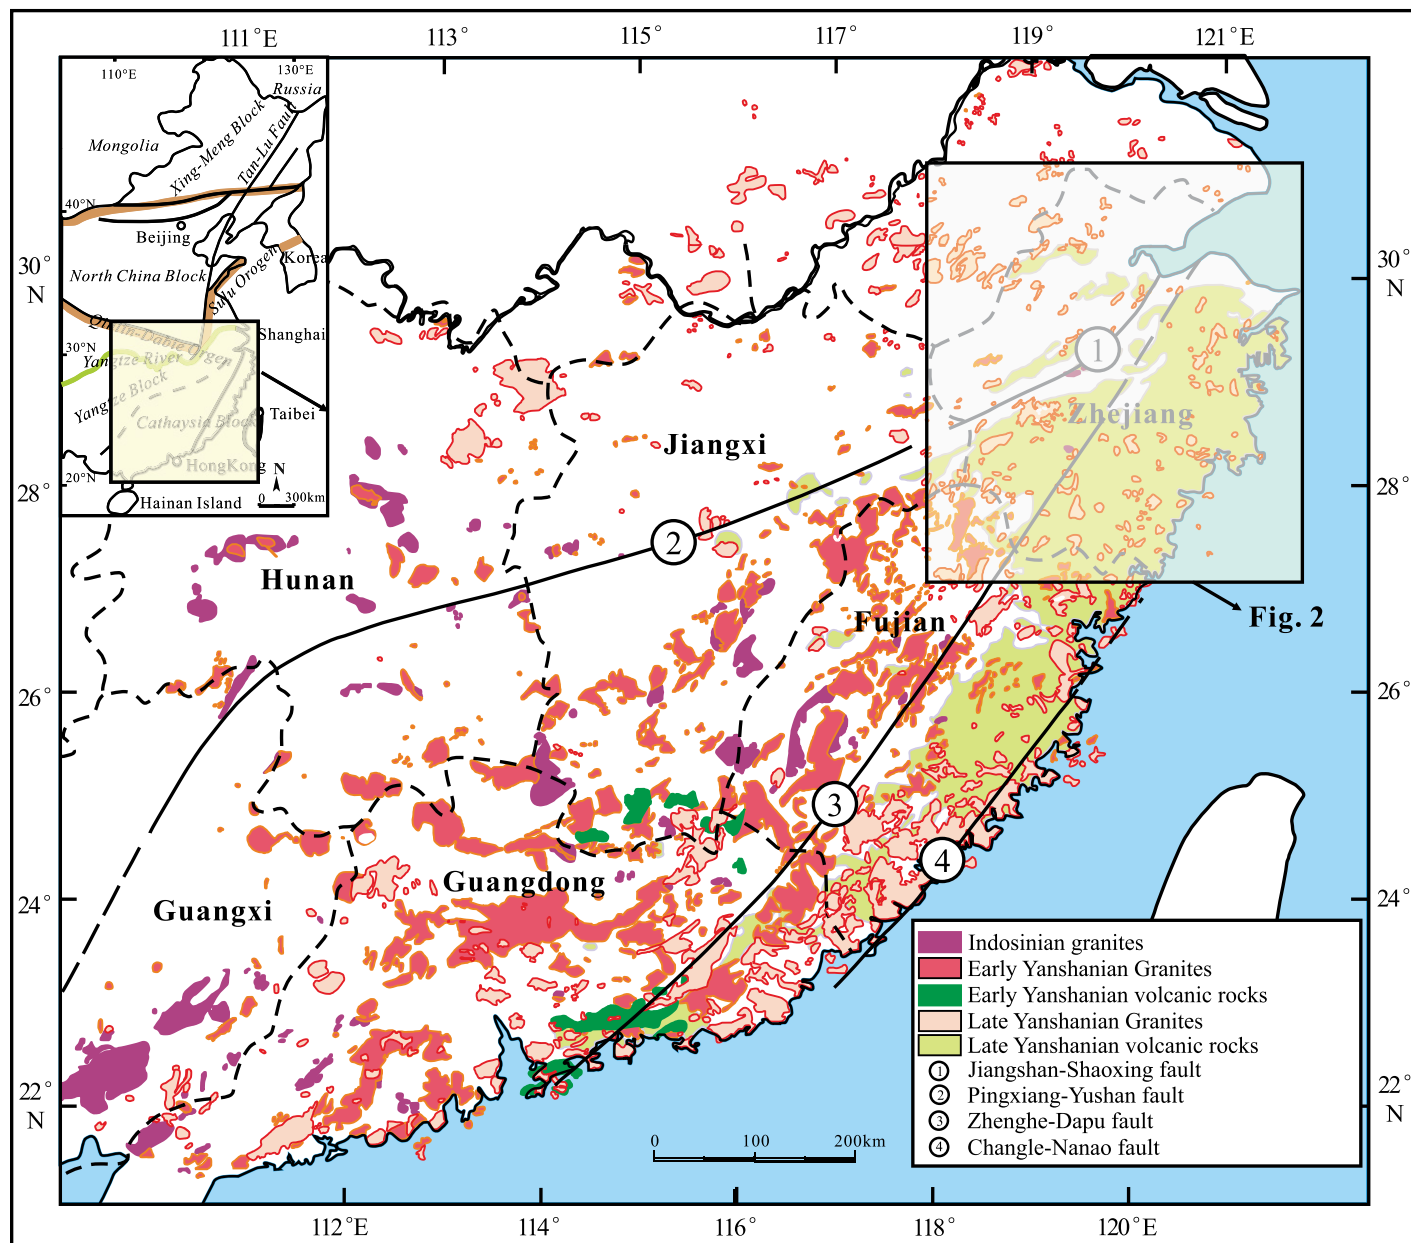 111°E
113°
115°
117°
119°
121°E
110°E
130°E
Russia
Mongolia
Xing-Meng Block
Tan-Lu Fault
40°N
Beijing
Korea
North China Block
Sulu Orogen
Shanghai
30°N
Yangtze River
Yangtze Block
Taibei
Cathaysia Block
HongKong
20°N
N
Hainan Island
0 300km
30°
N
28°
26°
24°
22°
N
30°
N
28°
26°
24°
22°
N
1
Zhejiang
Jiangxi
2
Hunan
Fujian
Fig. 2
3
4
Guangdong
Guangxi
Indosinian granites
Early Yanshanian Granites
Early Yanshanian volcanic rocks
Late Yanshanian Granites
Late Yanshanian volcanic rocks
1 Jiangshan-Shaoxing fault
2 Pingxiang-Yushan fault
3 Zhenghe-Dapu fault
4 Changle-Nanao fault
0 100 200km
112°E
114°
116°
118°
120°E